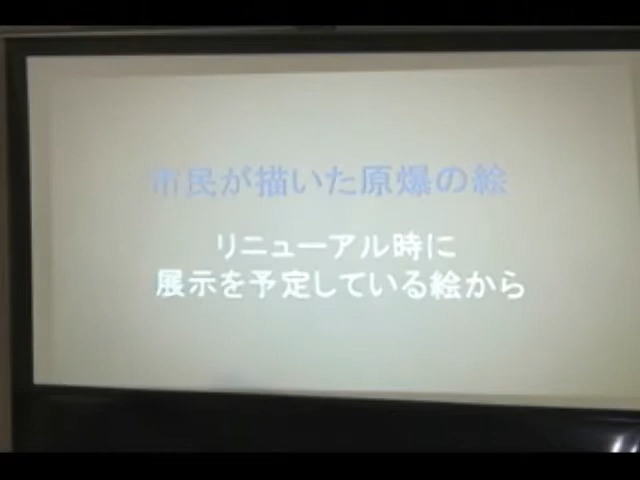 市民が描いた原爆の絵
リニューアル時に
展示を予定している絵から